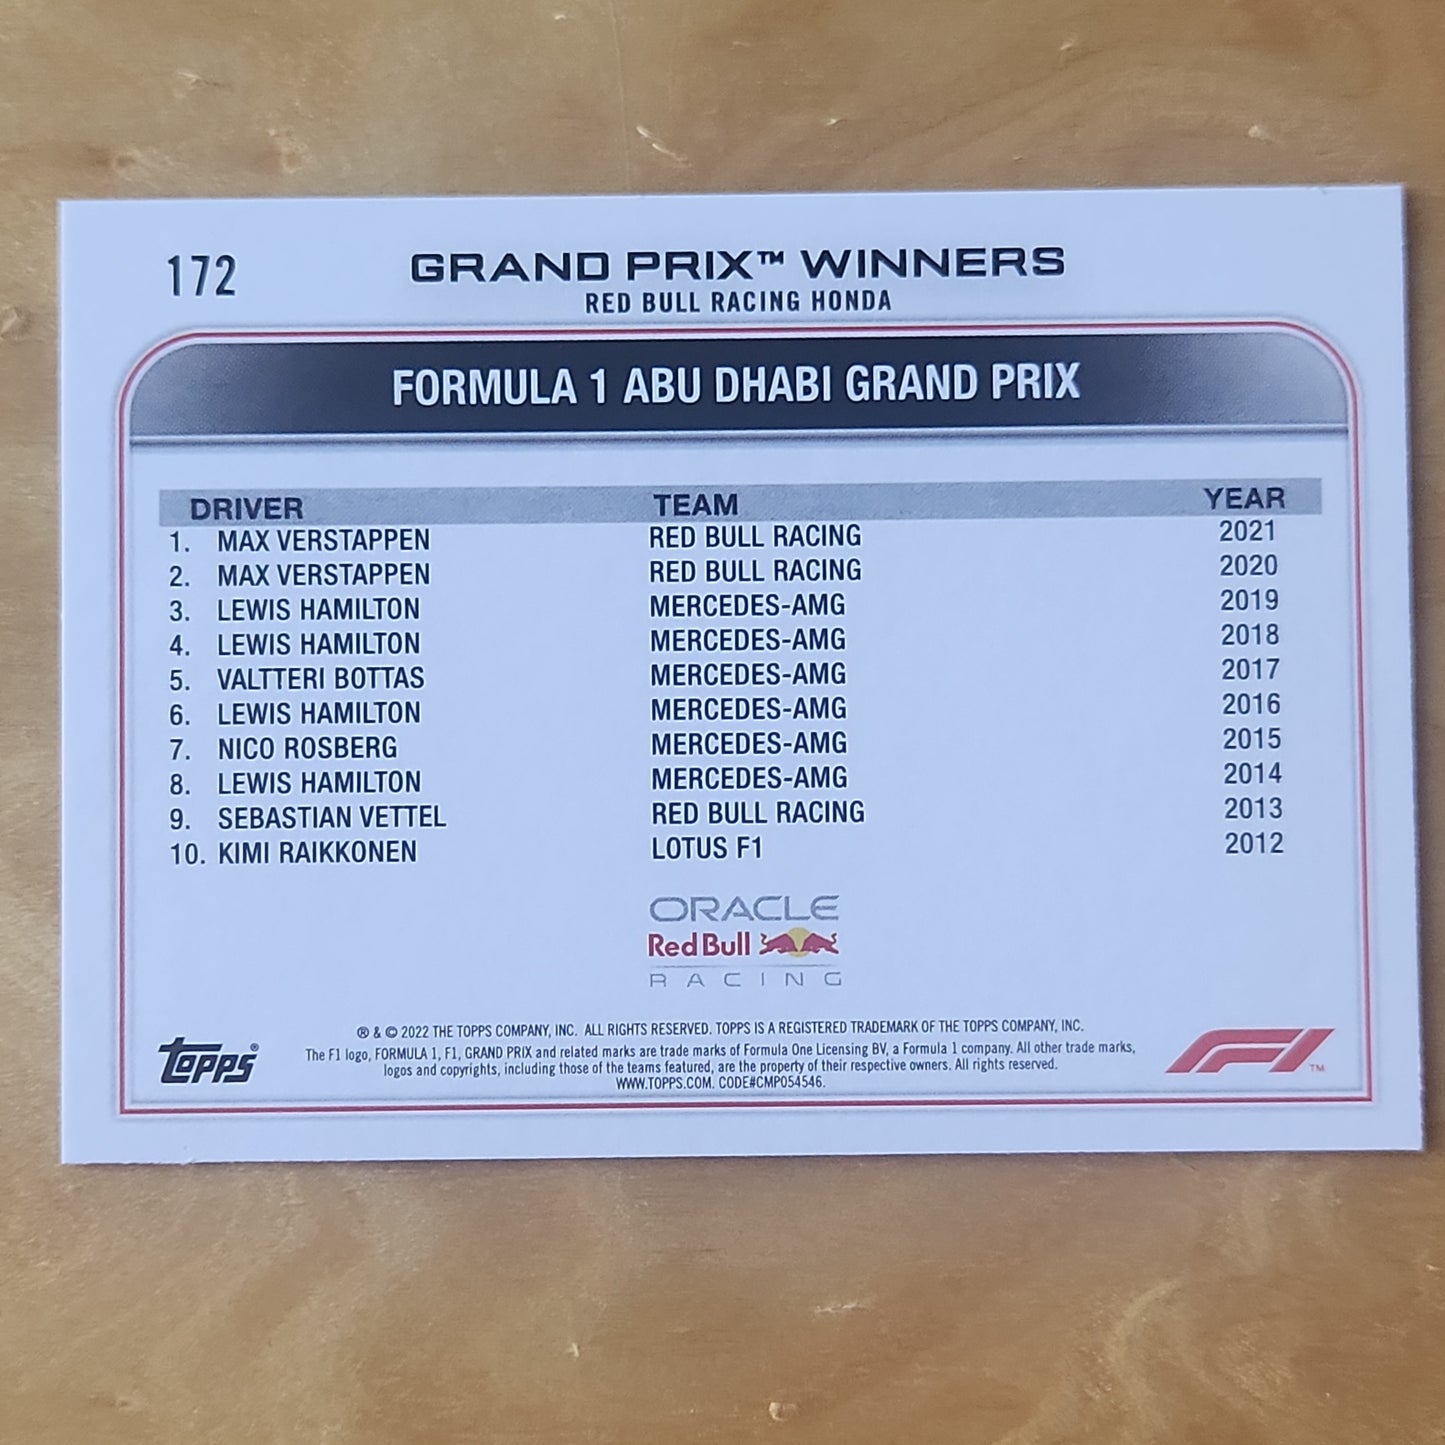 172
GRAND PRIX™ WINNERS
RED BULL RACING HONDA
FORMULA 1 ABU DHABI GRAND PRIX
DRIVER TEAM YEAR
1. MAX VERSTAPPEN RED BULL RACING 2021
2. MAX VERSTAPPEN RED BULL RACING 2020
3. LEWIS HAMILTON MERCEDES-AMG 2019
4. LEWIS HAMILTON MERCEDES-AMG 2018
5. VALTTERI BOTTAS MERCEDES-AMG 2017
6. LEWIS HAMILTON MERCEDES-AMG 2016
7. NICO ROSBERG MERCEDES-AMG 2015
8. LEWIS HAMILTON MERCEDES-AMG 2014
9. SEBASTIAN VETTEL RED BULL RACING 2013
10. KIMI RAIKKONEN LOTUS F1 2012
ORACLE
Red Bull
RACING
® & © 2022 THE TOPPS COMPANY, INC. ALL RIGHTS RESERVED. TOPPS IS A REGISTERED TRADEMARK OF THE TOPPS COMPANY, INC.
The F1 logo, FORMULA 1, F1, GRAND PRIX and related marks are trade marks of Formula One Licensing BV, a Formula 1 company. All other trade marks,
logos and copyrights, including those of the teams featured, are the property of their respective owners. All rights reserved.
WWW.TOPPS.COM. CODE#CMP054546.
Topps®
F1™